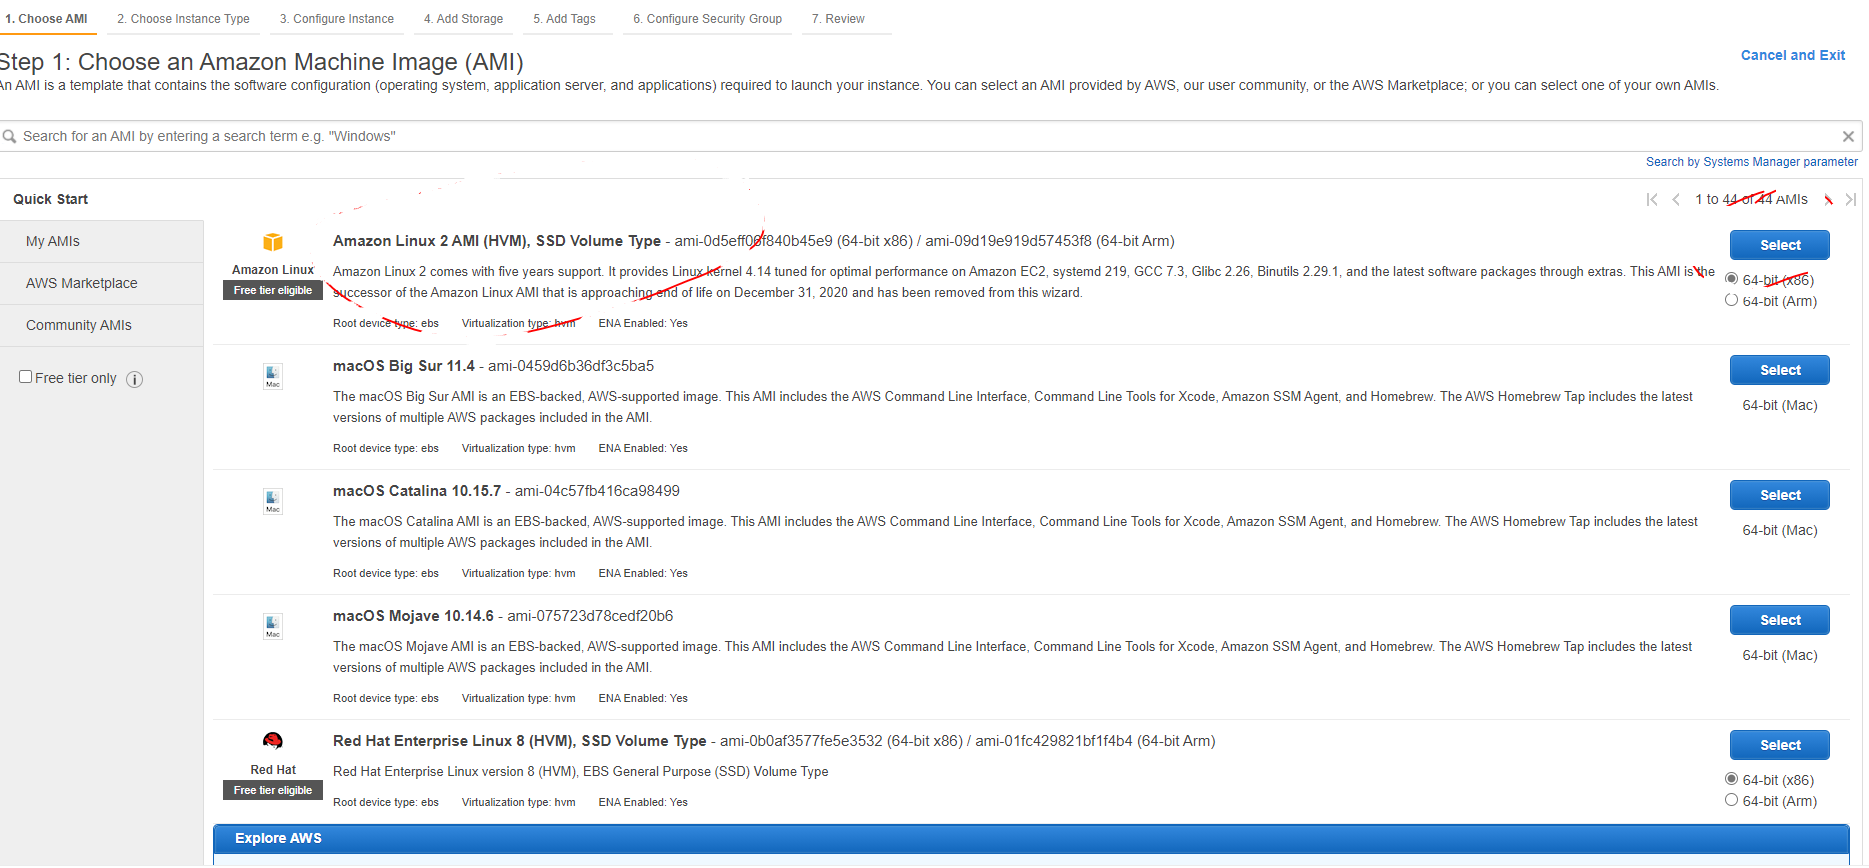 1. Choose AMI 2. Choose Instance Type 3. Configure Instance 4. Add Storage 5. Add Tags 6. Configure Security Group 7. Review
Step 1: Choose an Amazon Machine Image (AMI)
Cancel and Exit
An AMI is a template that contains the software configuration (operating system, application server, and applications) required to launch your instance. You can select an AMI provided by AWS, our user community, or the AWS Marketplace; or you can select one of your own AMIs.
Search for an AMI by entering a search term e.g. "Windows"
Search by Systems Manager parameter
Quick Start
My AMIs
AWS Marketplace
Community AMIs
Free tier only
1 to 44 of 44 AMIs
Amazon Linux
Free tier eligible
Amazon Linux 2 AMI (HVM), SSD Volume Type - ami-0d5eff06f840b45e9 (64-bit x86) / ami-09d19e919d57453f8 (64-bit Arm)
Amazon Linux 2 comes with five years support. It provides Linux kernel 4.14 tuned for optimal performance on Amazon EC2, systemd 219, GCC 7.3, Glibc 2.26, Binutils 2.29.1, and the latest software packages through extras. This AMI is the
successor of the Amazon Linux AMI that is approaching end of life on December 31, 2020 and has been removed from this wizard.
Root device type: ebs Virtualization type: hvm ENA Enabled: Yes
Select
64-bit (x86)
64-bit (Arm)
Mac
macOS Big Sur 11.4 - ami-0459d6b36df3c5ba5
The macOS Big Sur AMI is an EBS-backed, AWS-supported image. This AMI includes the AWS Command Line Interface, Command Line Tools for Xcode, Amazon SSM Agent, and Homebrew. The AWS Homebrew Tap includes the latest
versions of multiple AWS packages included in the AMI.
Root device type: ebs Virtualization type: hvm ENA Enabled: Yes
Select
64-bit (Mac)
Mac
macOS Catalina 10.15.7 - ami-04c57fb416ca98499
The macOS Catalina AMI is an EBS-backed, AWS-supported image. This AMI includes the AWS Command Line Interface, Command Line Tools for Xcode, Amazon SSM Agent, and Homebrew. The AWS Homebrew Tap includes the latest
versions of multiple AWS packages included in the AMI.
Root device type: ebs Virtualization type: hvm ENA Enabled: Yes
Select
64-bit (Mac)
Mac
macOS Mojave 10.14.6 - ami-075723d78cedf20b6
The macOS Mojave AMI is an EBS-backed, AWS-supported image. This AMI includes the AWS Command Line Interface, Command Line Tools for Xcode, Amazon SSM Agent, and Homebrew. The AWS Homebrew Tap includes the latest
versions of multiple AWS packages included in the AMI.
Root device type: ebs Virtualization type: hvm ENA Enabled: Yes
Select
64-bit (Mac)
Red Hat
Free tier eligible
Red Hat Enterprise Linux 8 (HVM), SSD Volume Type - ami-0b0af3577fe5e3532 (64-bit x86) / ami-01fc429821bf1f4b4 (64-bit Arm)
Red Hat Enterprise Linux version 8 (HVM), EBS General Purpose (SSD) Volume Type
Root device type: ebs Virtualization type: hvm ENA Enabled: Yes
Select
64-bit (x86)
64-bit (Arm)
Explore AWS